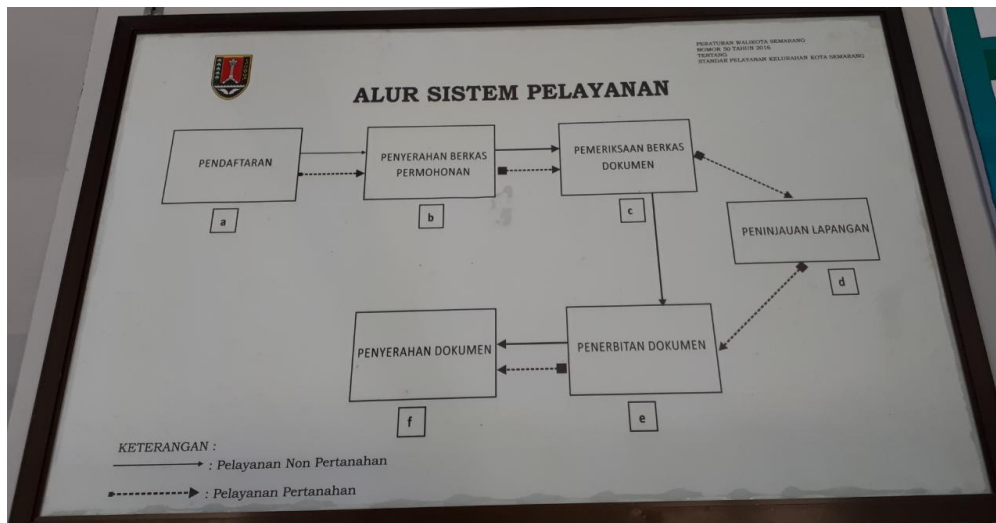 PERATURAN WALIKOTA SEMARANG
NOMOR 50 TAHUN 2016
TENTANG
STANDAR PELAYANAN KELURAHAN KOTA SEMARANG
ALUR SISTEM PELAYANAN
PENDAFTARAN
a
PENYERAHAN BERKAS
PERMOHONAN
b
PEMERIKSAAN BERKAS
DOKUMEN
c
PENINJAUAN LAPANGAN
d
PENYERAHAN DOKUMEN
f
PENERBITAN DOKUMEN
e
KETERANGAN :
: Pelayanan Non Pertanahan
: Pelayanan Pertanahan